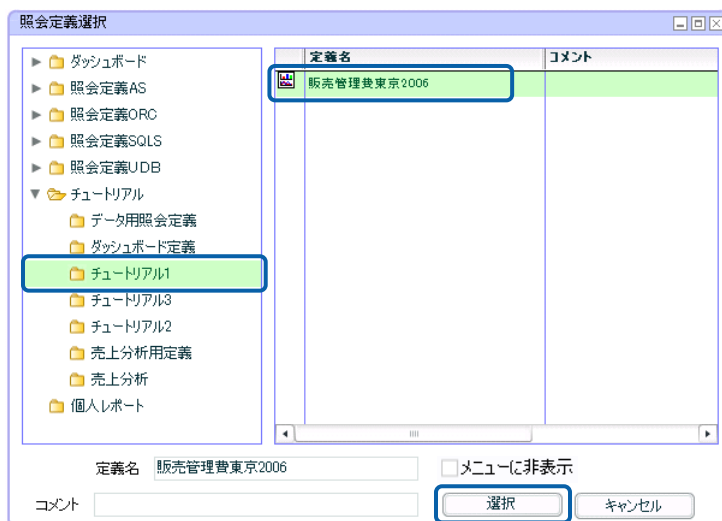 照会定義選択
ダッシュボード
照会定義AS
照会定義ORC
照会定義SQLS
照会定義UDB
チュートリアル
データ用照会定義
ダッシュボード定義
チュートリアル1
チュートリアル3
チュートリアル2
売上分析用定義
売上分析
個人レポート
定義名 コメント
販売管理費東京2006
定義名 販売管理費東京2006 メニューに非表示
コメント 選択 キャンセル